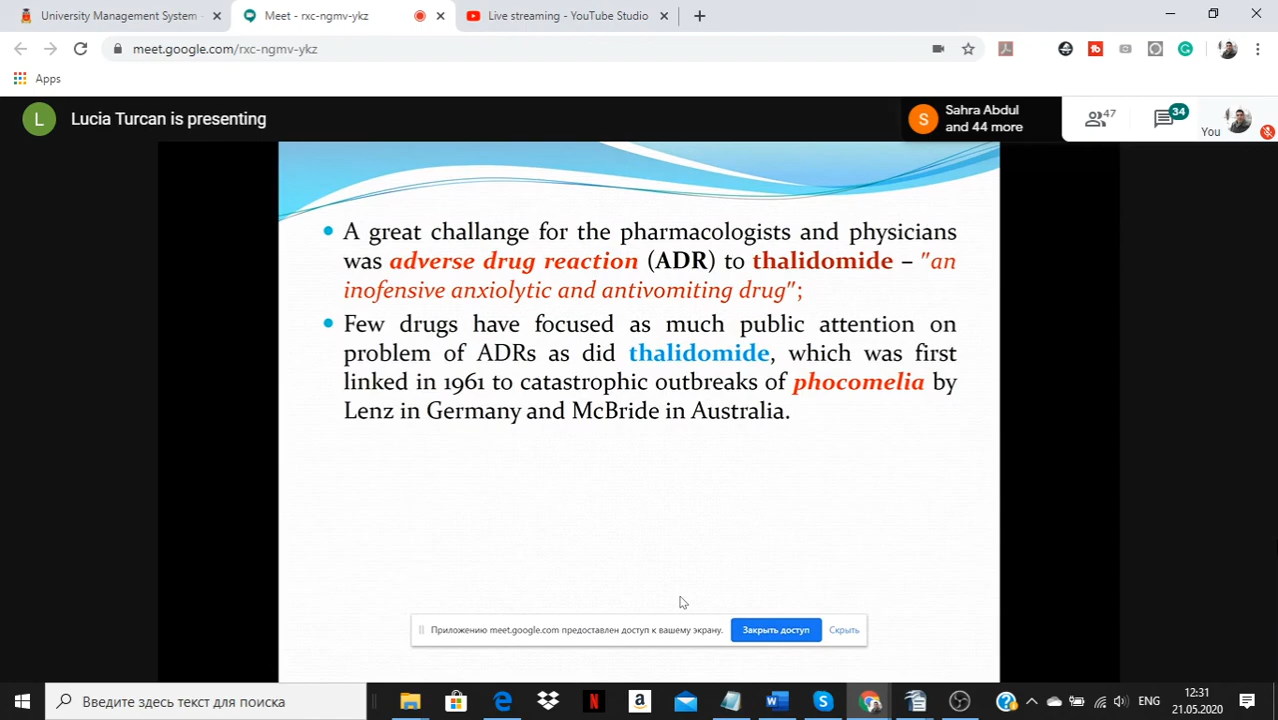 University Management System -
Meet - rxc-ngmv-ykz
Live streaming - YouTube Studio
meet.google.com/rxc-ngmv-ykz
Apps
L
Lucia Turcan is presenting
S
Sahra Abdul
and 44 more
47
34
You
A great challange for the pharmacologists and physicians
was adverse drug reaction (ADR) to thalidomide – "an
inofensive anxiolytic and antivomiting drug";
Few drugs have focused as much public attention on
problem of ADRs as did thalidomide, which was first
linked in 1961 to catastrophic outbreaks of phocomelia by
Lenz in Germany and McBride in Australia.
Приложению meet.google.com предоставлен доступ к вашему экрану.
Закрыть доступ
Скрыть
Введите здесь текст для поиска
ENG
12:31
21.05.2020